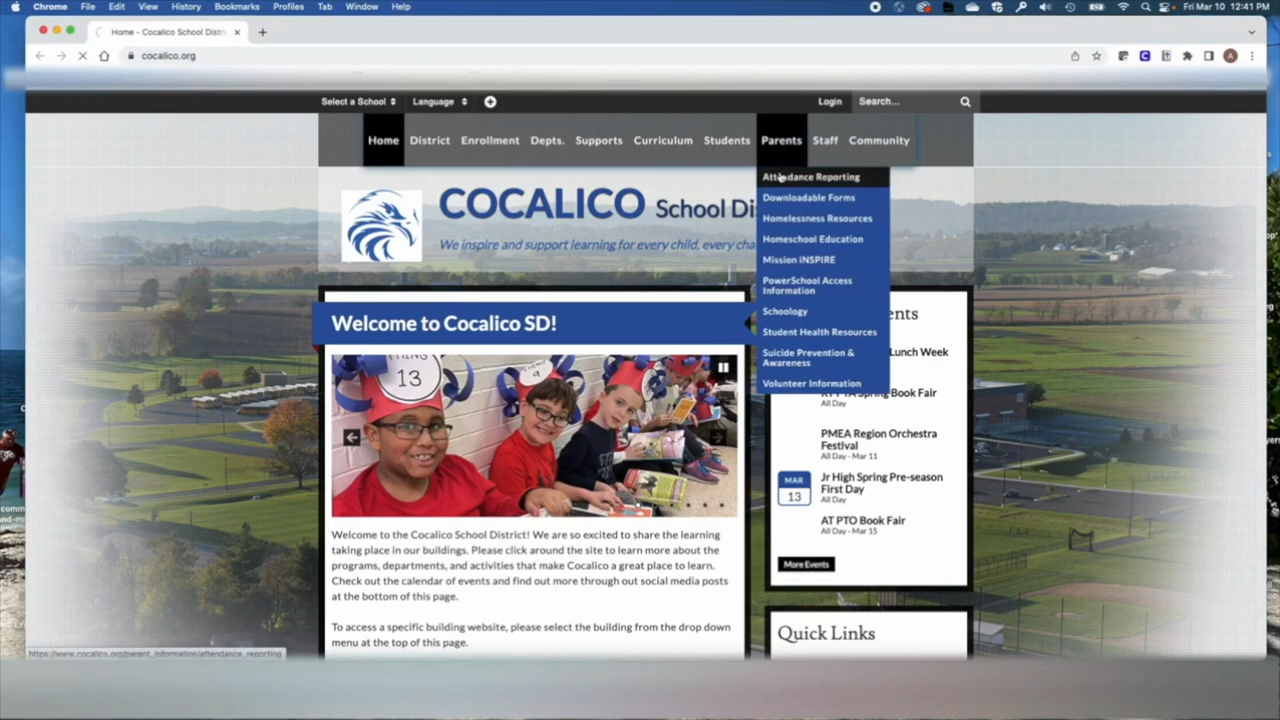 Chrome File Edit View History Bookmarks Profiles Tab Window Help
Fri Mar 10 12:41 PM
Home - Cocalico School Distri
cocalico.org
A
Select a School
Language
Login
Search...
Home District Enrollment Depts. Supports Curriculum Students Parents Staff Community
Attendance Reporting
Downloadable Forms
Homelessness Resources
Homeschool Education
Mission iNSPIRE
PowerSchool Access
Information
Schoology
Student Health Resources
Suicide Prevention &
Awareness
Volunteer Information
COCALICO School Di
We inspire and support learning for every child, every cha
Welcome to Cocalico SD!
THING
13
9
Welcome to the Cocalico School District! We are so excited to share the learning
taking place in our buildings. Please click around the site to learn more about the
programs, departments, and activities that make Cocalico a great place to learn.
Check out the calendar of events and find out more through out social media posts
at the bottom of this page.
To access a specific building website, please select the building from the drop down
menu at the top of this page.
ents
Lunch Week
Spring Book Fair
All Day
PMEA Region Orchestra
Festival
All Day - Mar 11
MAR
13
Jr High Spring Pre-season
First Day
All Day
AT PTO Book Fair
All Day - Mar 15
More Events
Quick Links
https://www.cocalico.org/parent_information/attendance_reporting